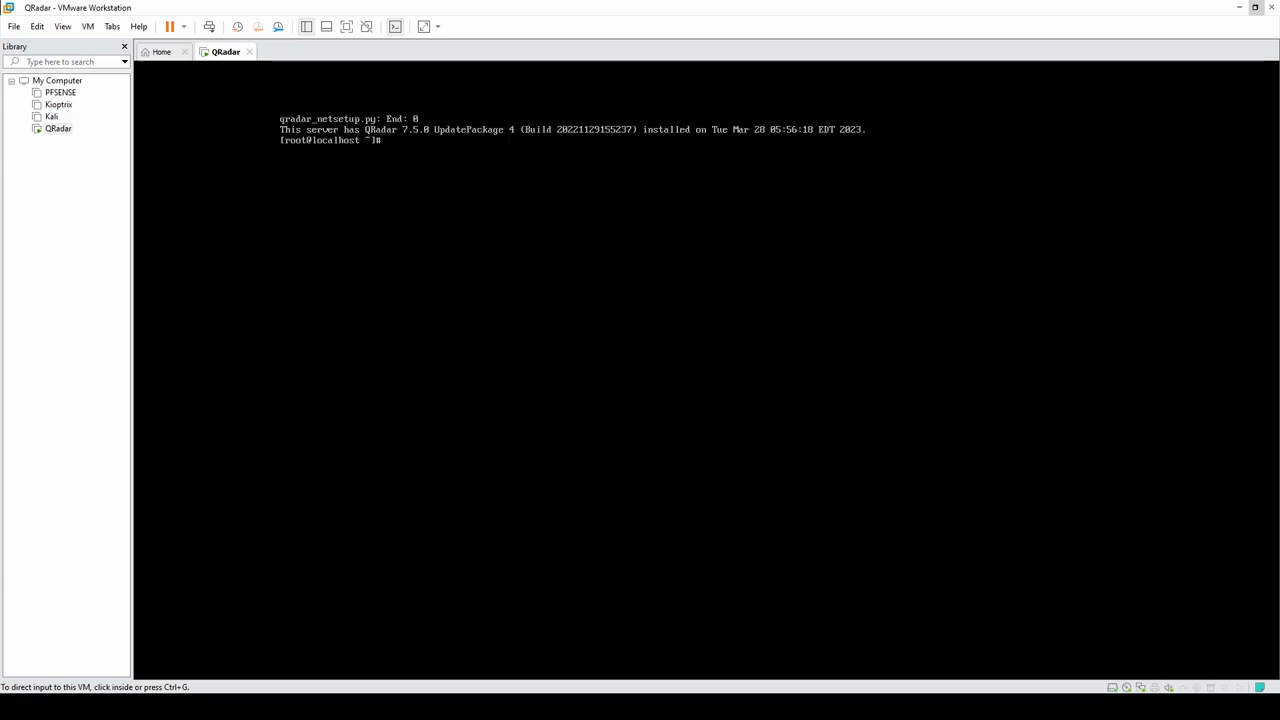 QRadar - VMware Workstation
File Edit View VM Tabs Help
Library
Type here to search
My Computer
PFSENSE
Kioptrix
Kali
QRadar
Home QRadar
qradar_netsetup.py: End: 0
This server has QRadar 7.5.0 UpdatePackage 4 (Build 20221129155237) installed on Tue Mar 28 05:56:18 EDT 2023.
[root@localhost ~]#
To direct input to this VM, click inside or press Ctrl+G.